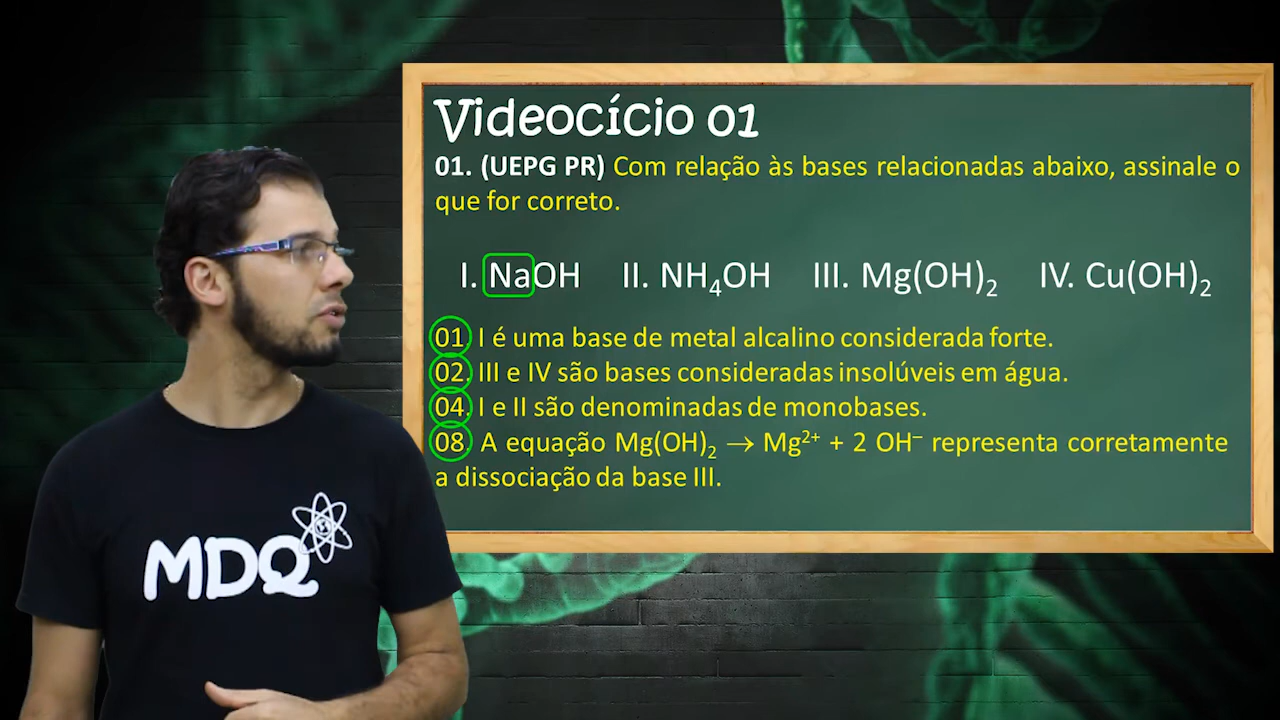 Videocício 01
01. (UEPG PR) Com relação às bases relacionadas abaixo, assinale o
que for correto.
I. NaOH II. NH₄OH III. Mg(OH)₂ IV. Cu(OH)₂
01. I é uma base de metal alcalino considerada forte.
02. III e IV são bases consideradas insolúveis em água.
04. I e II são denominadas de monobases.
08. A equação Mg(OH)₂ → Mg²⁺ + 2 OH⁻ representa corretamente
a dissociação da base III.
MDQ